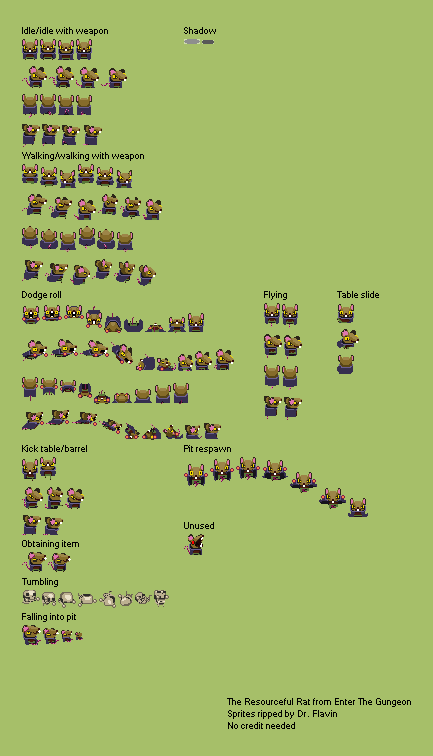 Idle/idle with weapon
Shadow
Walking/walking with weapon
Dodge roll
Flying
Table slide
Kick table/barrel
Pit respawn
Unused
Obtaining item
Tumbling
Falling into pit
The Resourceful Rat from Enter The Gungeon
Sprites ripped by Dr. Flavin
No credit needed